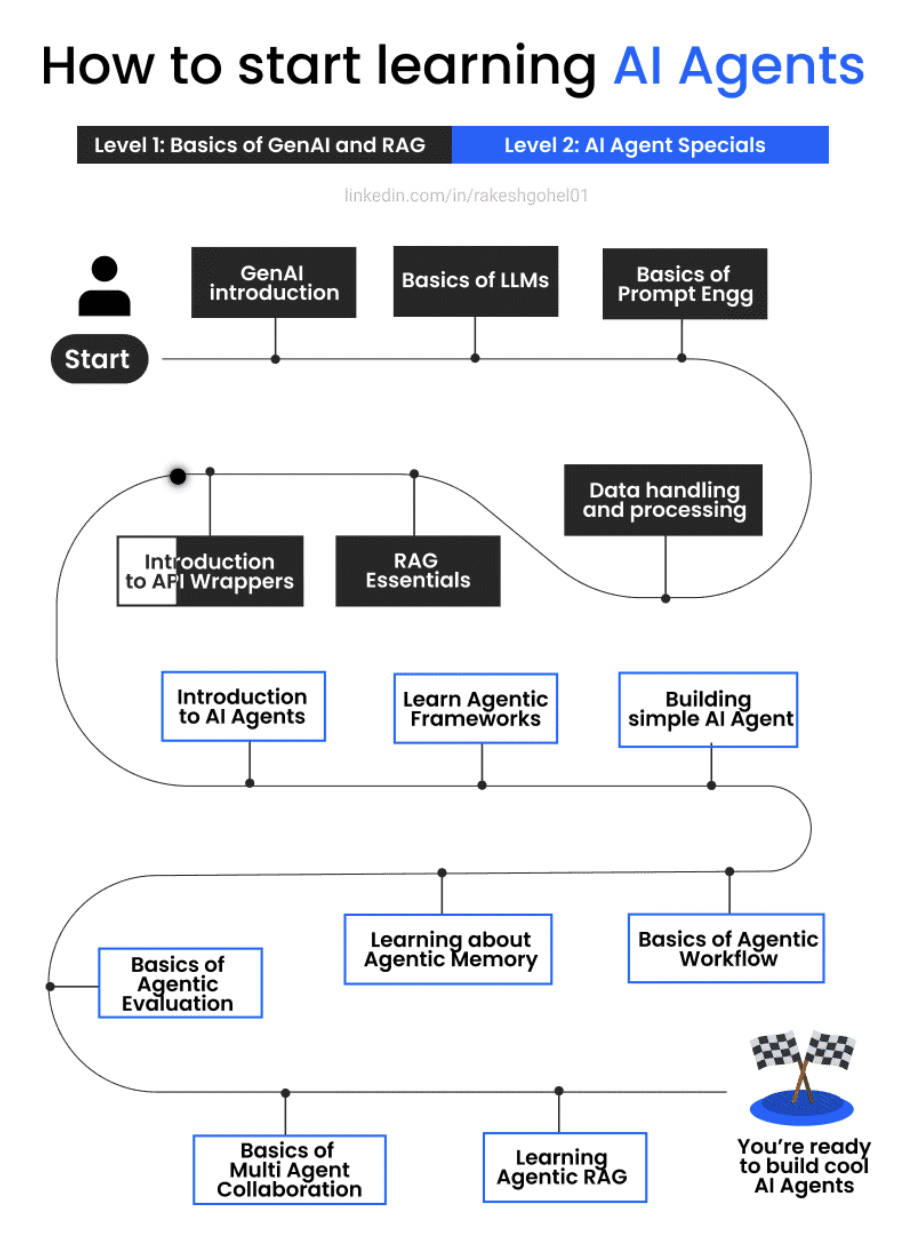 How to start learning AI Agents
Level 1: Basics of GenAI and RAG
Level 2: AI Agent Specials
linkedin.com/in/rakeshgohel01
GenAI
introduction
Basics of LLMs
Basics of
Prompt Engg
Start
Data handling
and processing
RAG
Essentials
Introduction
to API Wrappers
Introduction
to AI Agents
Learn Agentic
Frameworks
Building
simple AI Agent
Basics of Agentic
Workflow
Learning about
Agentic Memory
Basics of
Agentic
Evaluation
Basics of
Multi Agent
Collaboration
Learning
Agentic RAG
You're ready
to build cool
AI Agents